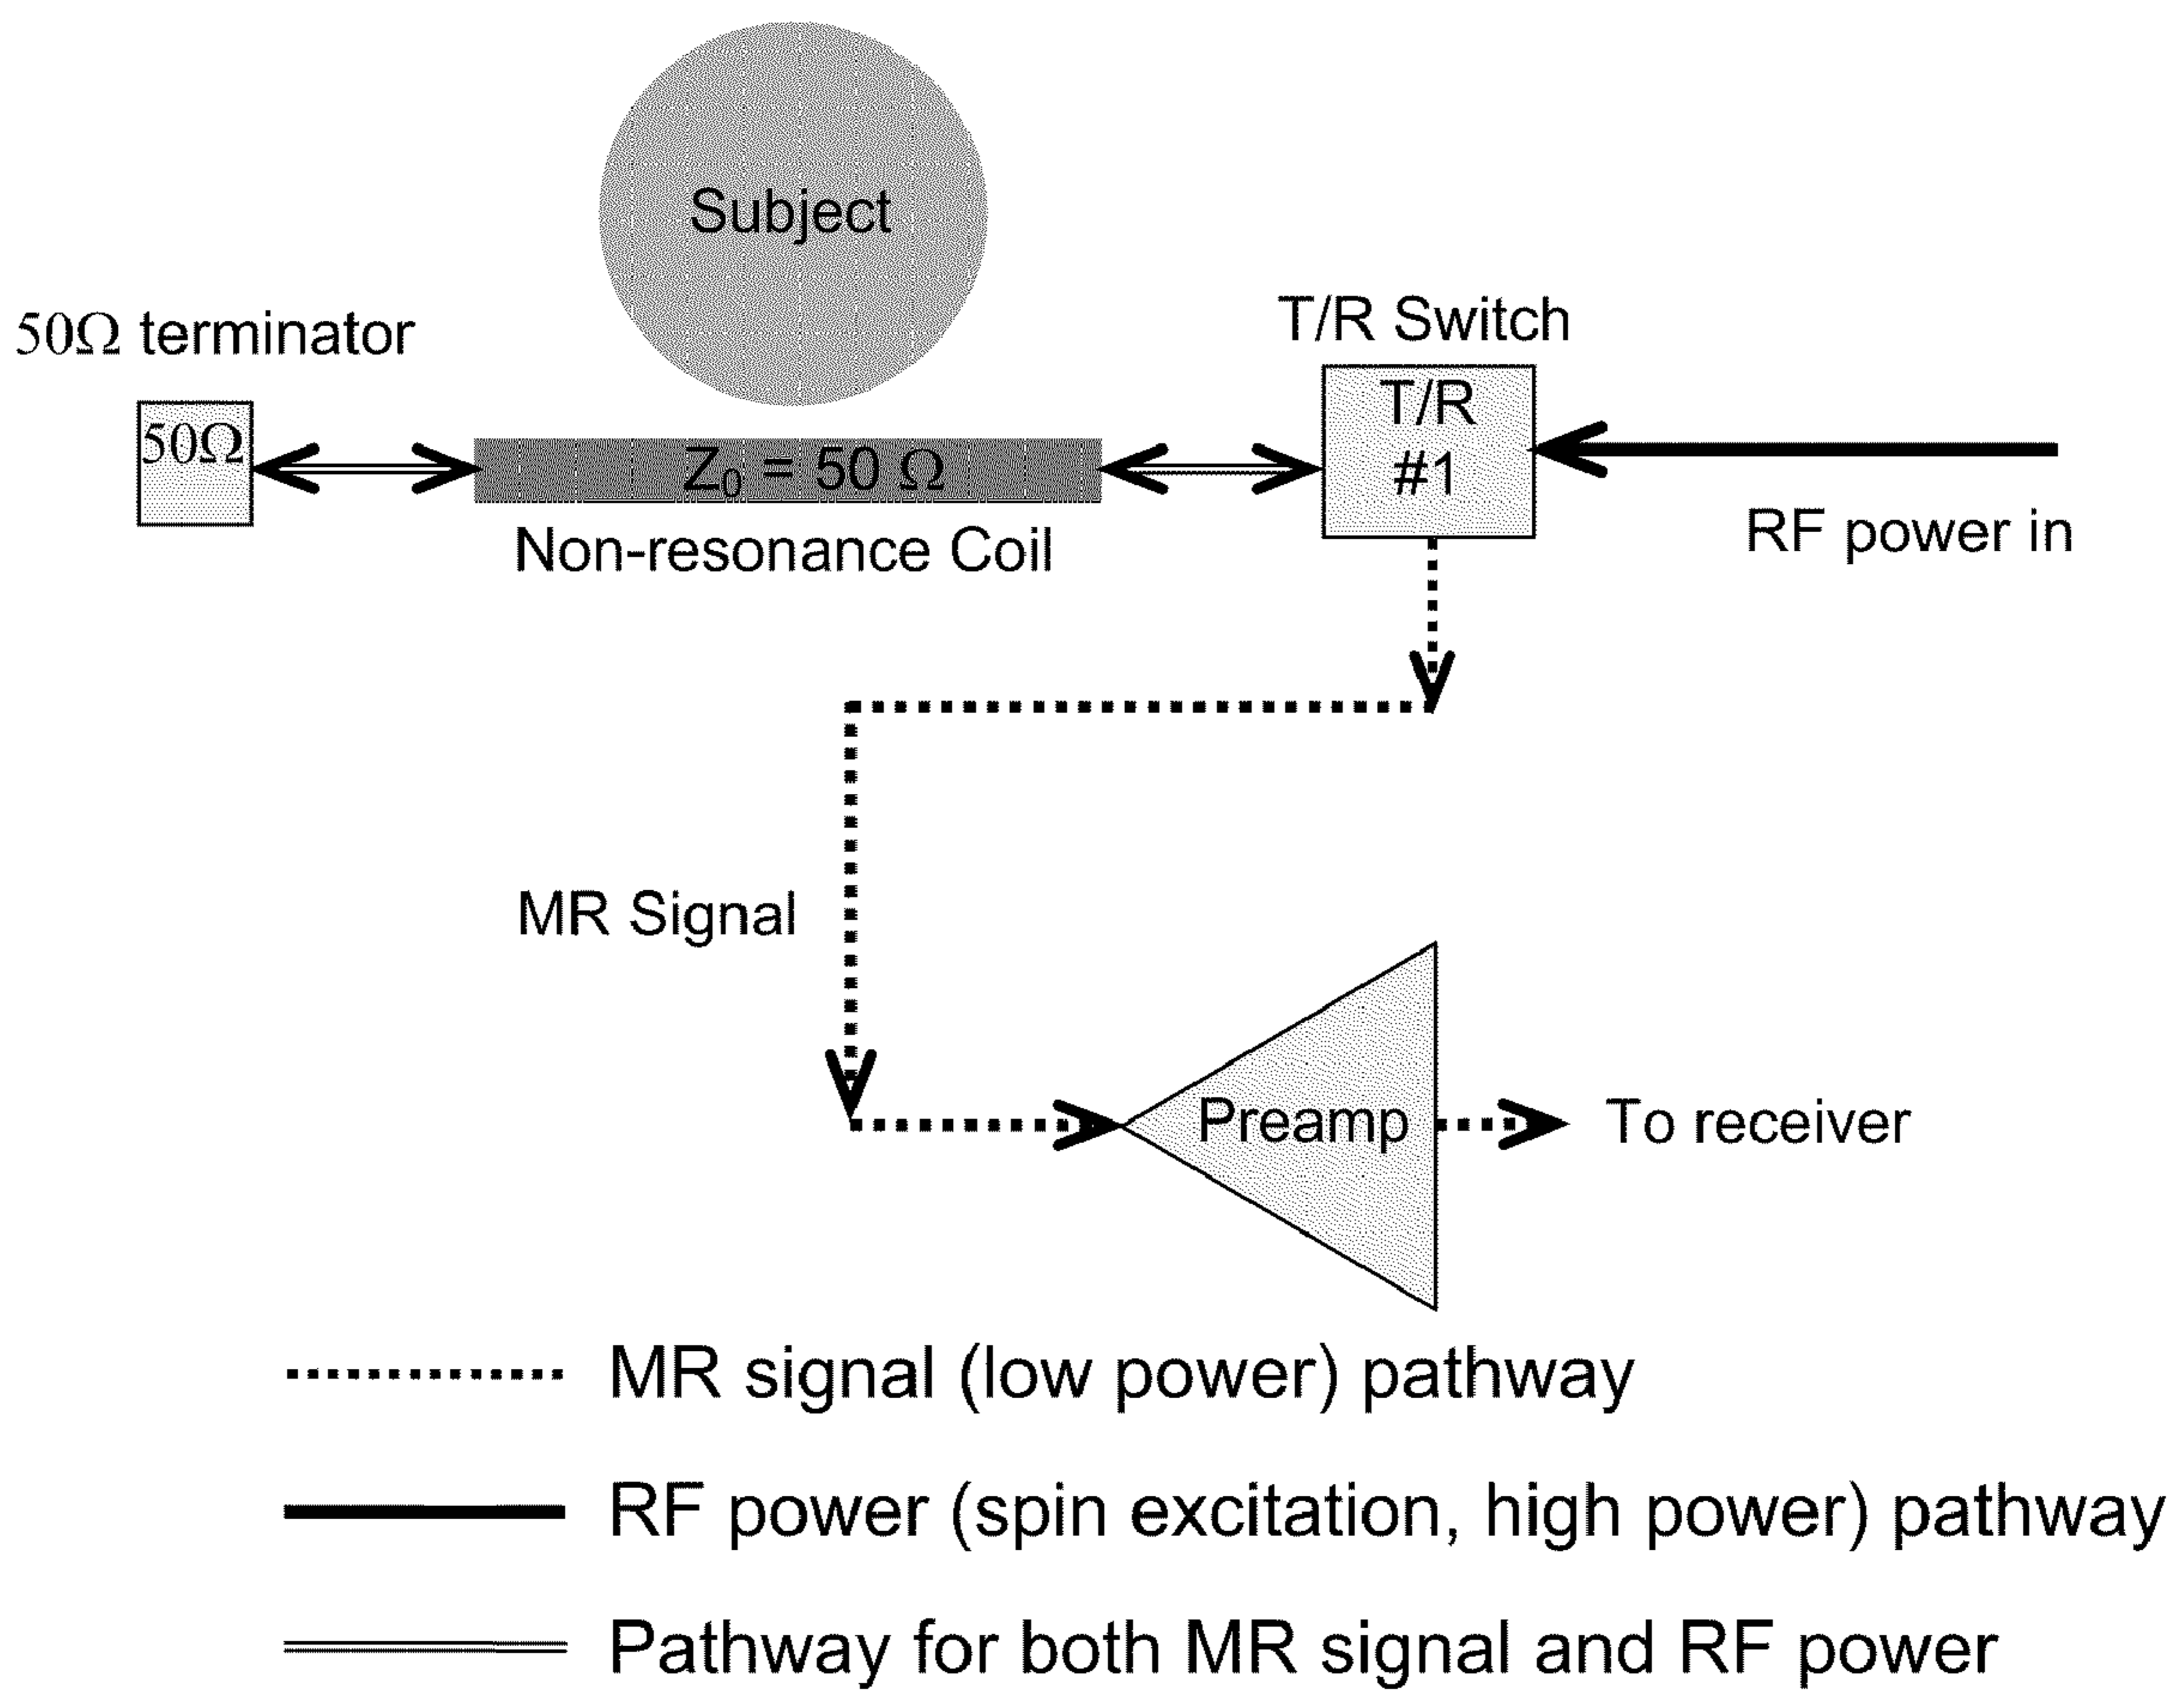 Subject
50Ω terminator
T/R Switch
50Ω
Z₀ = 50 Ω
T/R
#1
Non-resonance Coil
RF power in
MR Signal
Preamp
To receiver
MR signal (low power) pathway
RF power (spin excitation, high power) pathway
Pathway for both MR signal and RF power